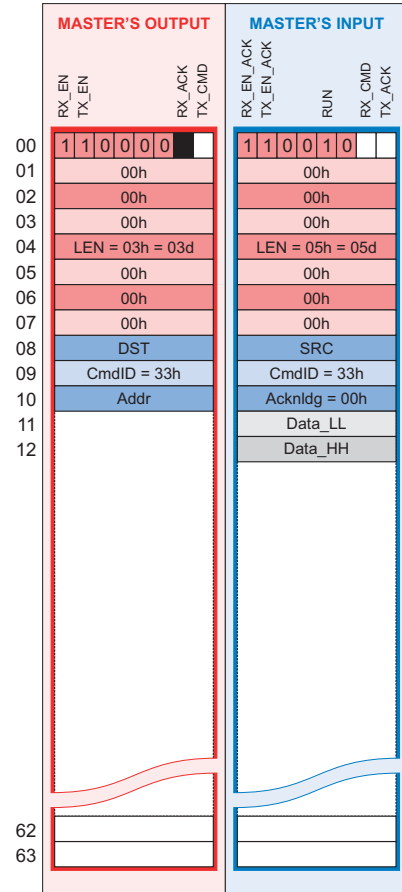 MASTER'S OUTPUT MASTER'S INPUT
RX_EN TX_EN RX_ACK TX_CMD RX_EN_ACK TX_EN_ACK RUN RX_CMD TX_ACK
00 1 1 0 0 0 0 1 1 0 0 1 0
01 00h 00h
02 00h 00h
03 00h 00h
04 LEN = 03h = 03d LEN = 05h = 05d
05 00h 00h
06 00h 00h
07 00h 00h
08 DST SRC
09 CmdID = 33h CmdID = 33h
10 Addr Acknldg = 00h
11 Data_LL
12 Data_HH
62
63